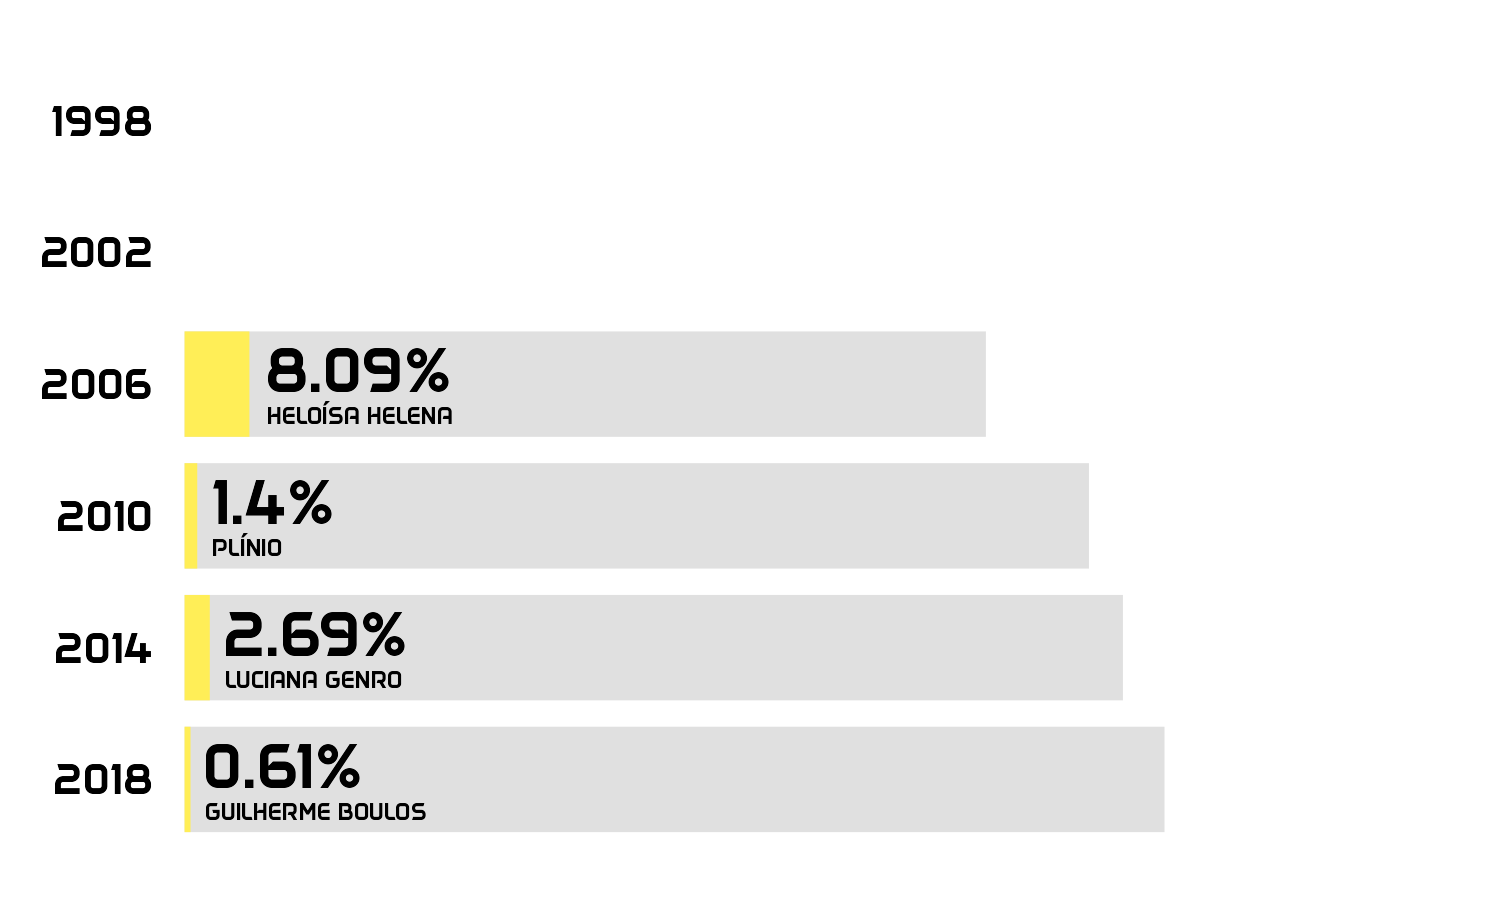 1998
2002
2006
8.09%
HELOÍSA HELENA
2010
1.4%
PLÍNIO
2014
2.69%
LUCIANA GENRO
2018
0.61%
GUILHERME BOULOS